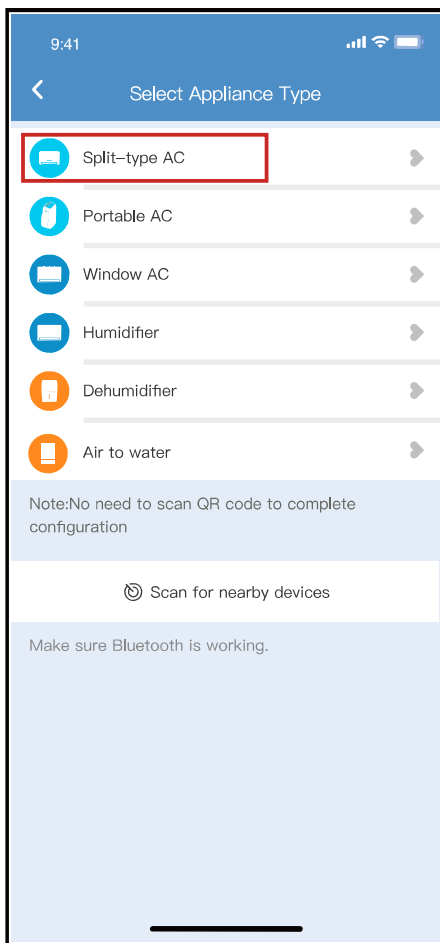 9:41
Select Appliance Type
Split-type AC
Portable AC
Window AC
Humidifier
Dehumidifier
Air to water
Note:No need to scan QR code to complete
configuration
Scan for nearby devices
Make sure Bluetooth is working.